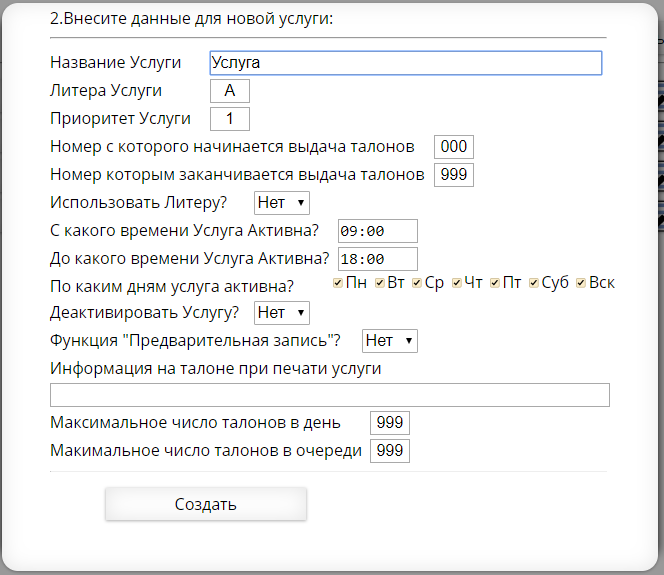 2.Внесите данные для новой услуги:
Название Услуги Услуга
Литера Услуги А
Приоритет Услуги 1
Номер с которого начинается выдача талонов 000
Номер которым заканчивается выдача талонов 999
Использовать Литеру? Нет
С какого времени Услуга Активна? 09:00
До какого времени Услуга Активна? 18:00
По каким дням услуга активна? Пн Вт Ср Чт Пт Суб Вск
Деактивировать Услугу? Нет
Функция "Предварительная запись"? Нет
Информация на талоне при печати услуги
Максимальное число талонов в день 999
Макимальное число талонов в очереди 999
Создать